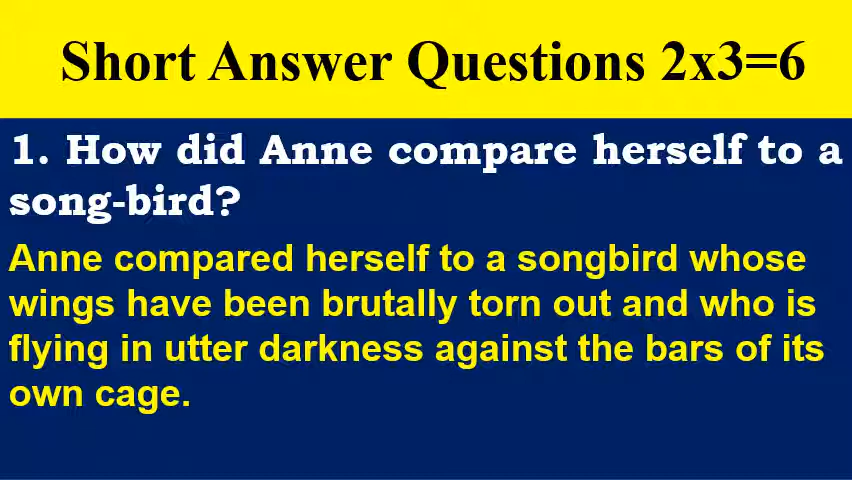 Short Answer Questions 2x3=6
1. How did Anne compare herself to a
song-bird?
Anne compared herself to a songbird whose
wings have been brutally torn out and who is
flying in utter darkness against the bars of its
own cage.